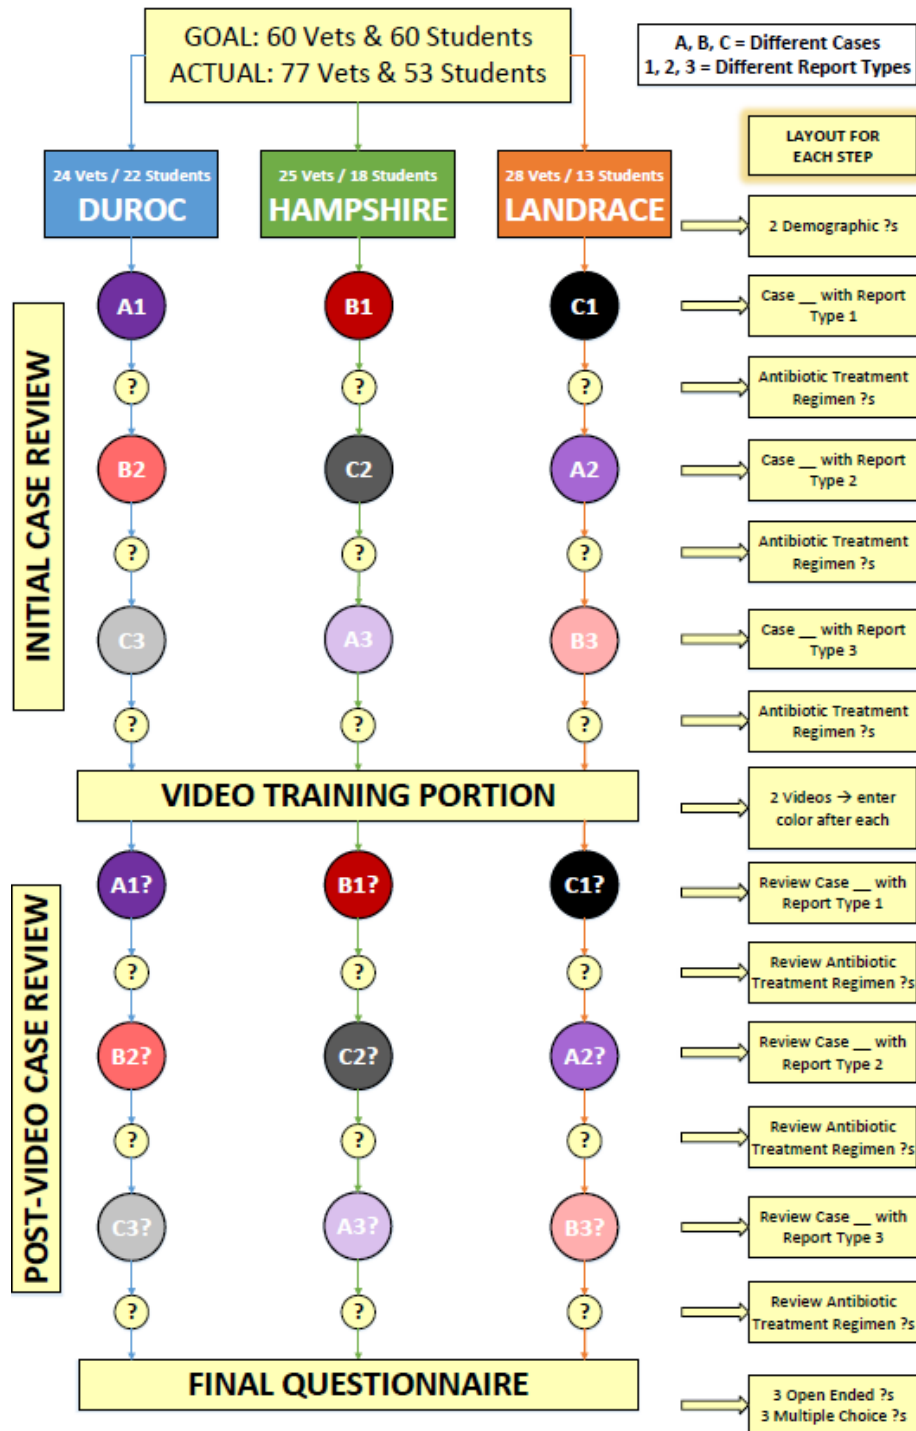 GOAL: 60 Vets & 60 Students
ACTUAL: 77 Vets & 53 Students
A, B, C = Different Cases
1, 2, 3 = Different Report Types
LAYOUT FOR
EACH STEP
24 Vets / 22 Students
DUROC
25 Vets / 18 Students
HAMPSHIRE
28 Vets / 13 Students
LANDRACE
2 Demographic ?s
INITIAL CASE REVIEW
A1
B1
C1
Case __ with Report
Type 1
?
?
?
Antibiotic Treatment
Regimen ?s
B2
C2
A2
Case __ with Report
Type 2
?
?
?
Antibiotic Treatment
Regimen ?s
C3
A3
B3
Case __ with Report
Type 3
?
?
?
Antibiotic Treatment
Regimen ?s
VIDEO TRAINING PORTION
2 Videos → enter
color after each
POST-VIDEO CASE REVIEW
A1?
B1?
C1?
Review Case __ with
Report Type 1
?
?
?
Review Antibiotic
Treatment Regimen ?s
B2?
C2?
A2?
Review Case __ with
Report Type 2
?
?
?
Review Antibiotic
Treatment Regimen ?s
C3?
A3?
B3?
Review Case __ with
Report Type 3
?
?
?
Review Antibiotic
Treatment Regimen ?s
FINAL QUESTIONNAIRE
3 Open Ended ?s
3 Multiple Choice ?s